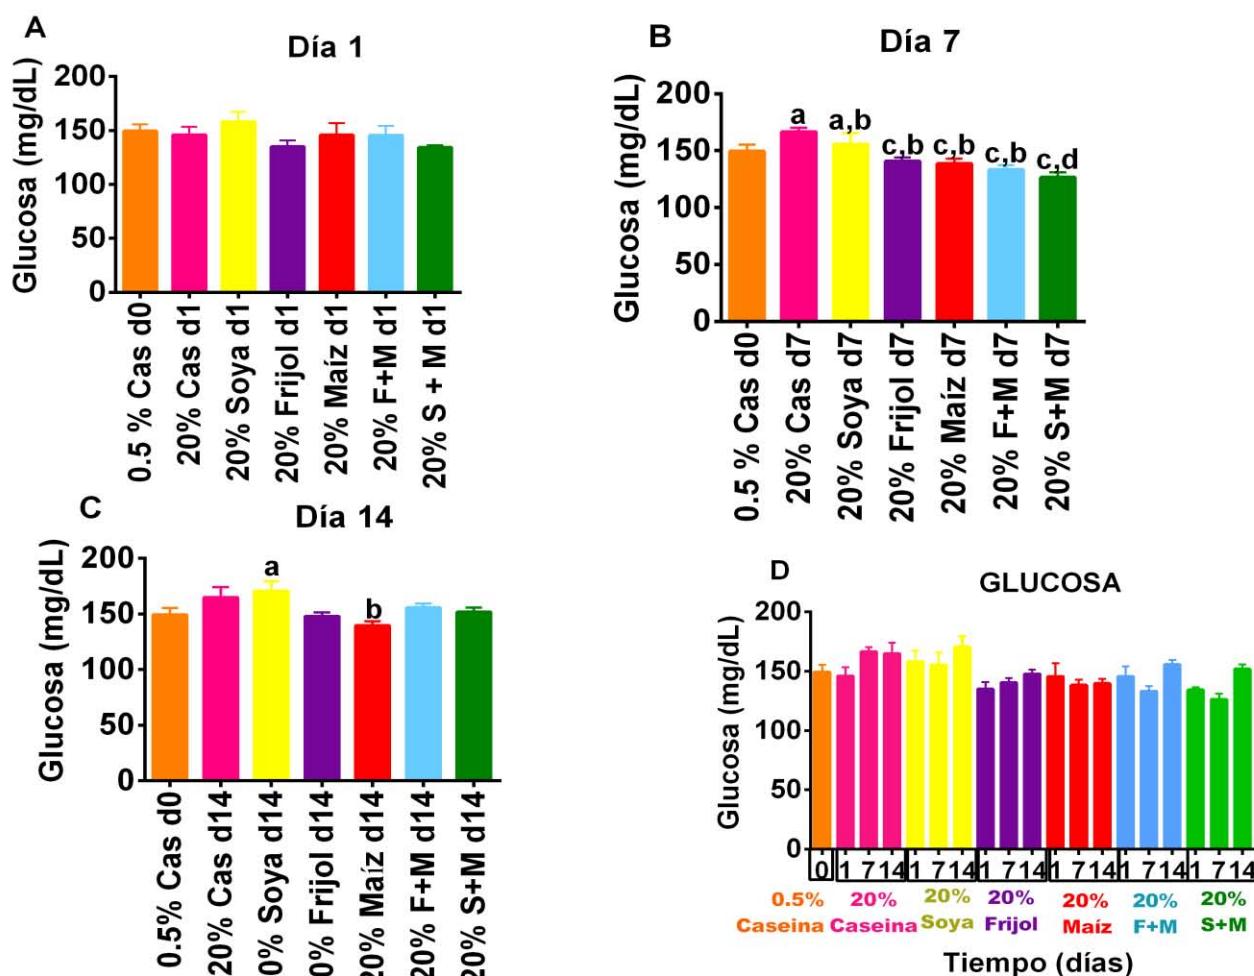 A
Día 1
Glucosa (mg/dL)
200
150
100
50
0
0.5 % Cas d0
20% Cas d1
20% Soya d1
20% Frijol d1
20% Maíz d1
20% F+M d1
20% S + M d1
B
Día 7
Glucosa (mg/dL)
200
150
100
50
0
a
a,b
c,b
c,b
c,b
c,d
0.5 % Cas d0
20% Cas d7
20% Soya d7
20% Frijol d7
20% Maíz d7
20% F+M d7
20% S+M d7
C
Día 14
Glucosa (mg/dL)
200
150
100
50
0
a
b
0.5% Cas d0
20% Cas d14
0% Soya d14
0% Frijol d14
20% Maíz d14
20% F+M d14
20% S+M d14
D
GLUCOSA
Glucosa (mg/dL)
200
150
100
50
0
0 1 7 14 1 7 14 1 7 14 1 7 14 1 7 14 1 7 14
0.5% 20% 20% 20% 20% 20% 20%
Caseina Caseina Soya Frijol Maíz F+M S+M
Tiempo (días)